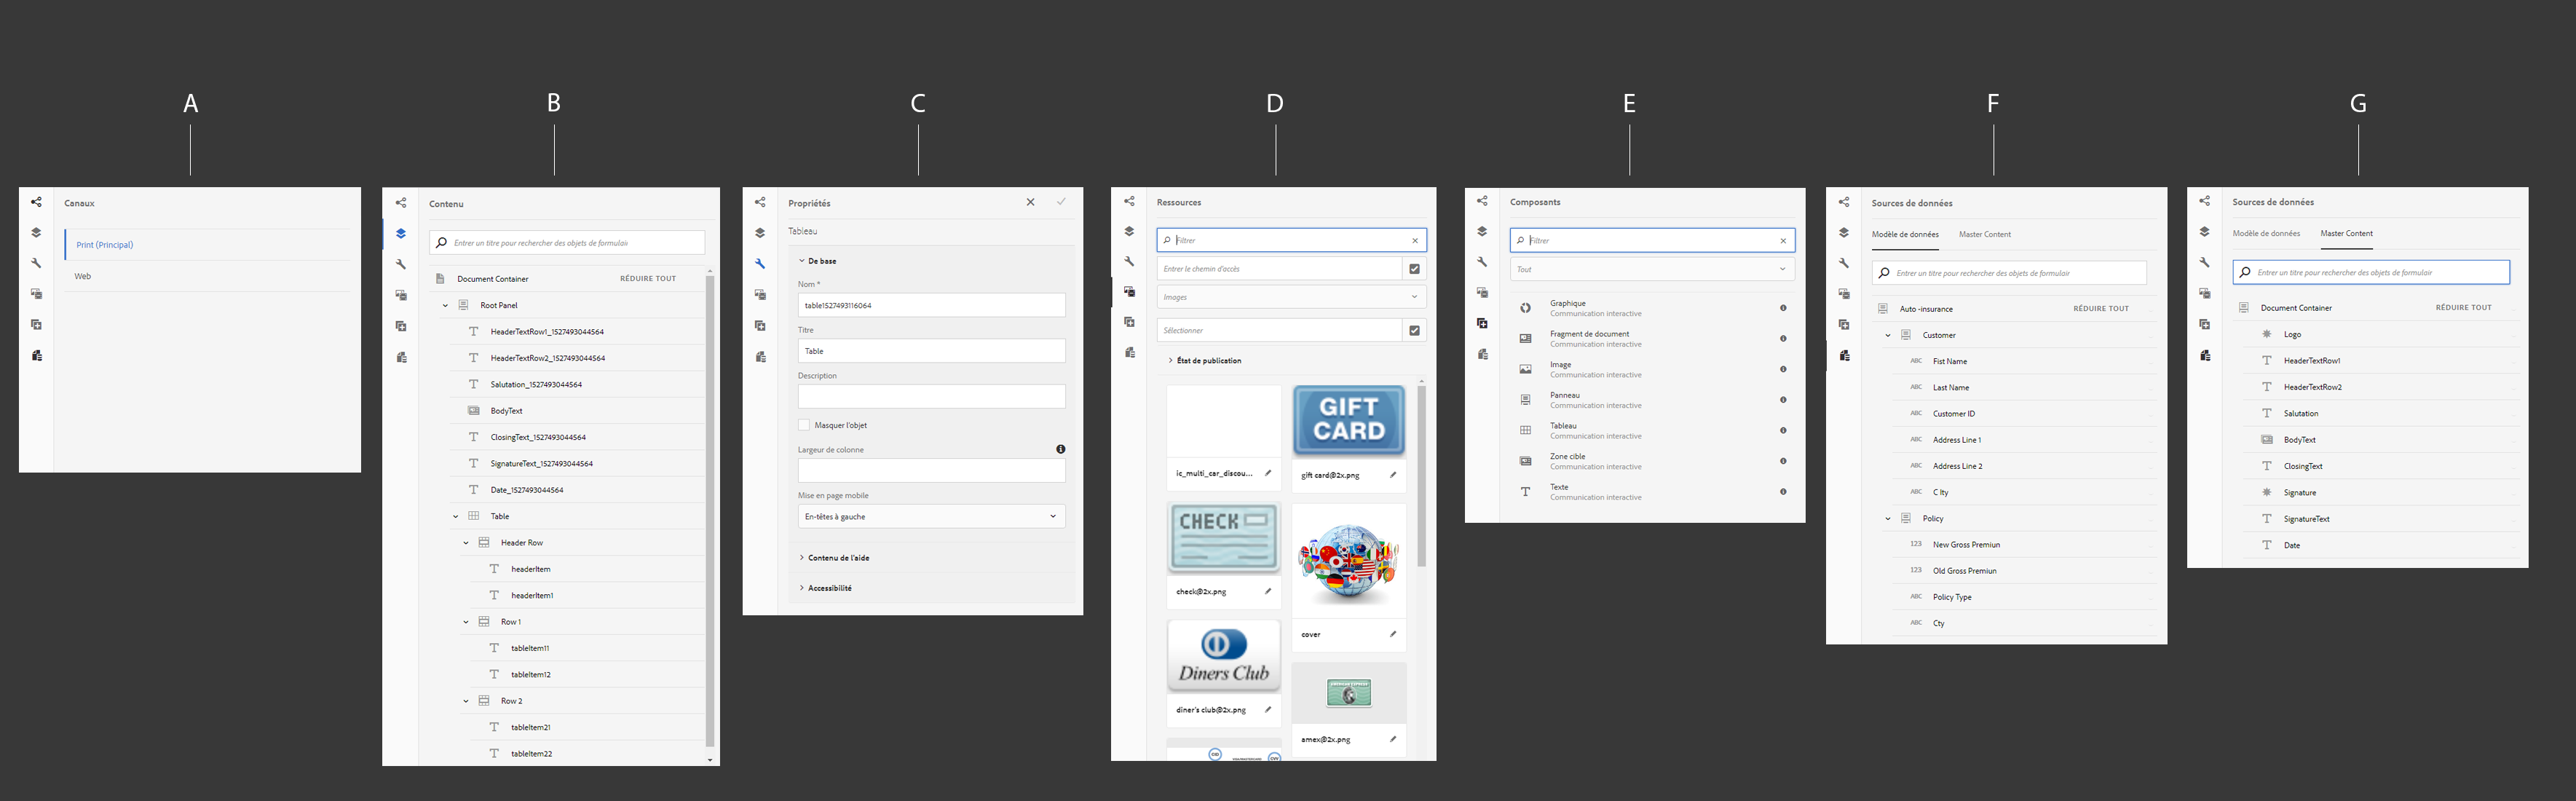 A
B
C
D
E
F
G
Canaux
Print (Principal)
Web
Contenu
Entrer un titre pour rechercher des objets de formulair
Document Container
RÉDUIRE TOUT
Root Panel
HeaderTextRow1_1527493044564
HeaderTextRow2_1527493044564
Salutation_1527493044564
BodyText
ClosingText_1527493044564
SignatureText_1527493044564
Date_1527493044564
Table
Header Row
headerItem
headerItem1
Row 1
tableItem11
tableItem12
Row 2
tableItem21
tableItem22
Propriétés
Tableau
De base
Nom *
table1527493116064
Titre
Table
Description
Masquer l'objet
Largeur de colonne
Mise en page mobile
En-têtes à gauche
Contenu de l'aide
Accessibilité
Ressources
Filtrer
Entrer le chemin d'accès
Images
Sélectionner
État de publication
GIFT
CARD
ic_multi_car_discou...
gift card@2x.png
CHECK
check@2x.png
cover
Diners Club
diner's club@2x.png
amex@2x.png
Composants
Filtrer
Tout
Graphique
Communication interactive
Fragment de document
Communication interactive
Image
Communication interactive
Panneau
Communication interactive
Tableau
Communication interactive
Zone cible
Communication interactive
Texte
Communication interactive
Sources de données
Modèle de données Master Content
Entrer un titre pour rechercher des objets de formulair
Auto -insurance
RÉDUIRE TOUT
Customer
ABC Fist Name
ABC Last Name
ABC Customer ID
ABC Address Line 1
ABC Address Line 2
ABC C Ity
Policy
123 New Gross Premiun
123 Old Gross Premiun
ABC Policy Type
ABC Cty
Sources de données
Modèle de données Master Content
Entrer un titre pour rechercher des objets de formulair
Document Container
RÉDUIRE TOUT
Logo
HeaderTextRow1
HeaderTextRow2
Salutation
BodyText
ClosingText
Signature
SignatureText
Date